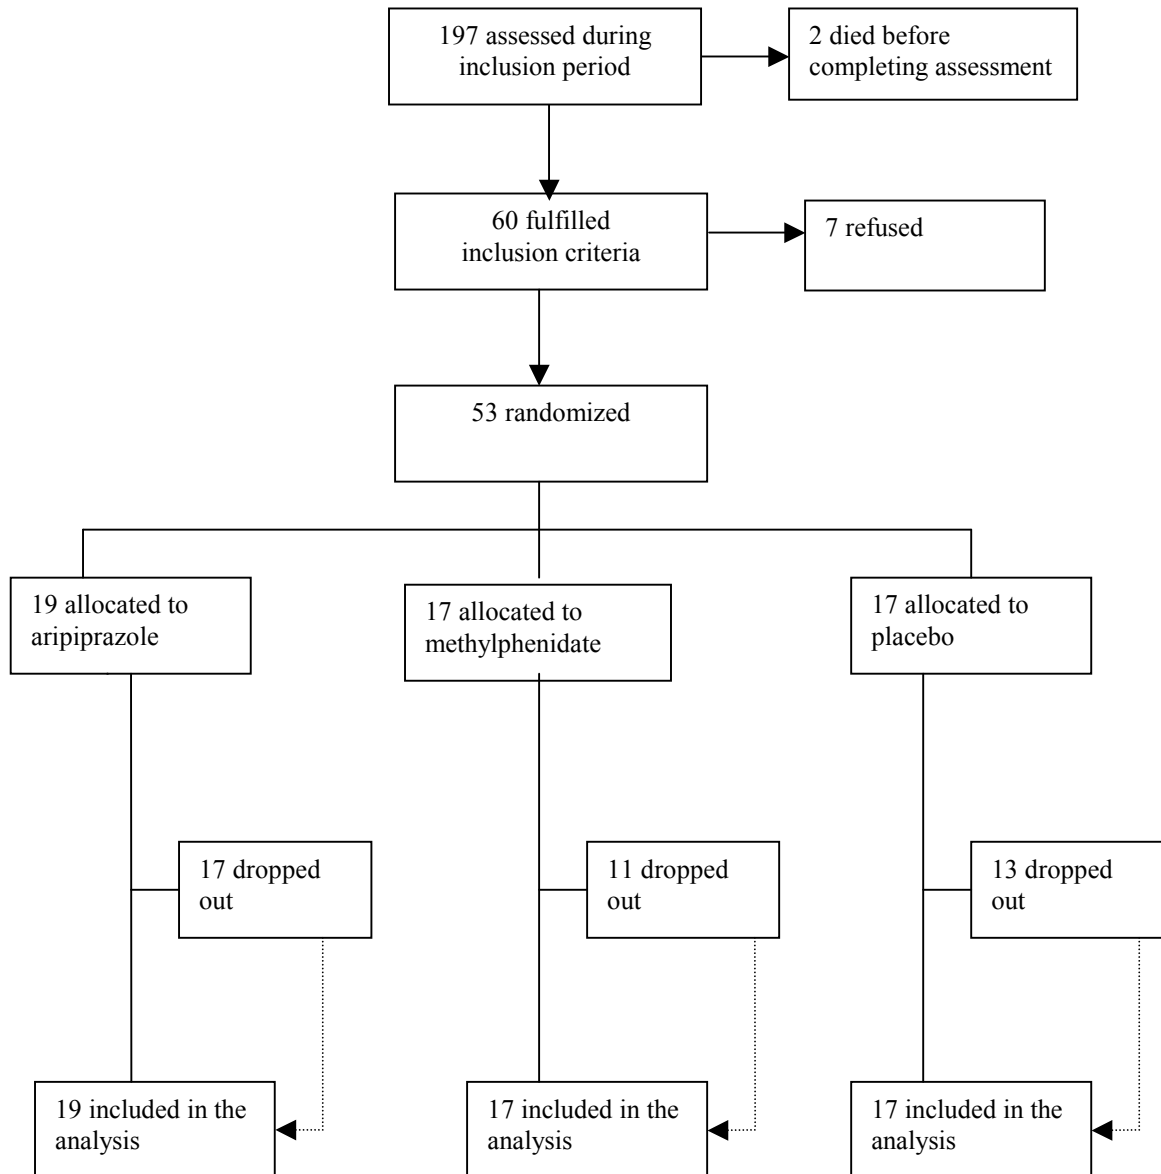 197 assessed during
inclusion period
2 died before
completing assessment
60 fulfilled
inclusion criteria
7 refused
53 randomized
19 allocated to
aripiprazole
17 allocated to
methylphenidate
17 allocated to
placebo
17 dropped
out
11 dropped
out
13 dropped
out
19 included in the
analysis
17 included in the
analysis
17 included in the
analysis